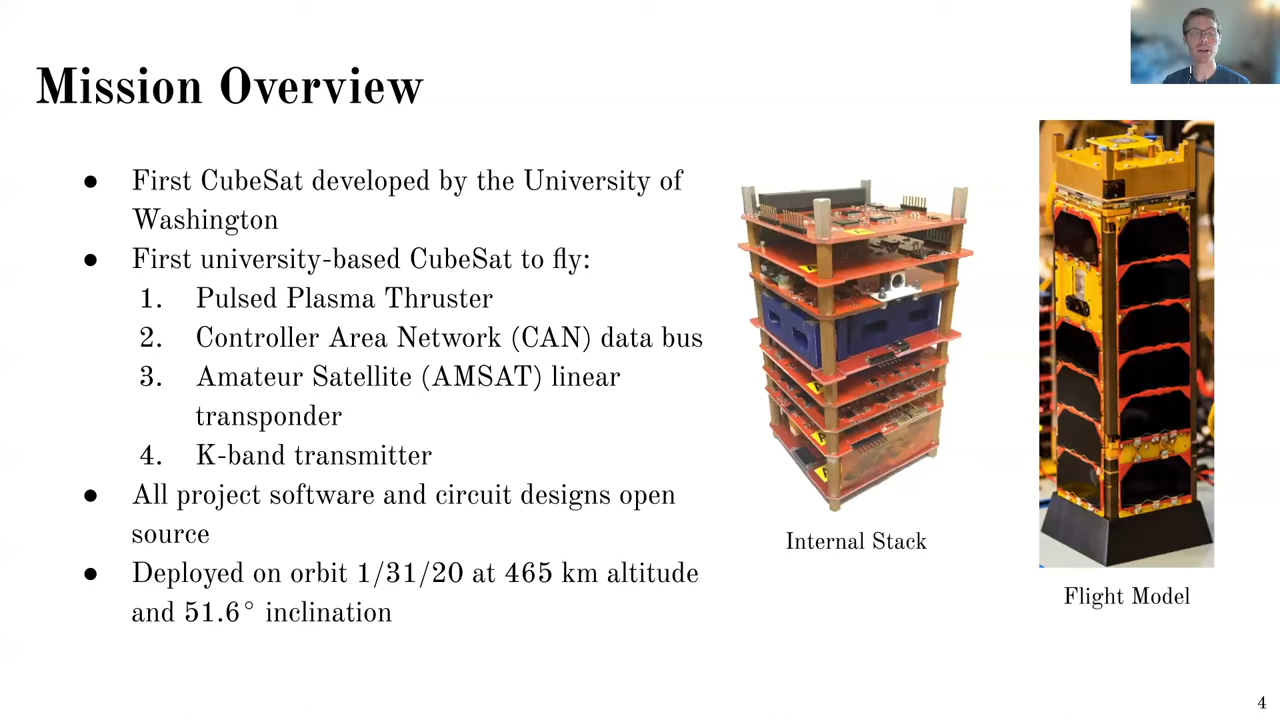 Mission Overview
● First CubeSat developed by the University of
Washington
● First university-based CubeSat to fly:
1. Pulsed Plasma Thruster
2. Controller Area Network (CAN) data bus
3. Amateur Satellite (AMSAT) linear
transponder
4. K-band transmitter
● All project software and circuit designs open
source
● Deployed on orbit 1/31/20 at 465 km altitude
and 51.6° inclination
Internal Stack
Flight Model
4